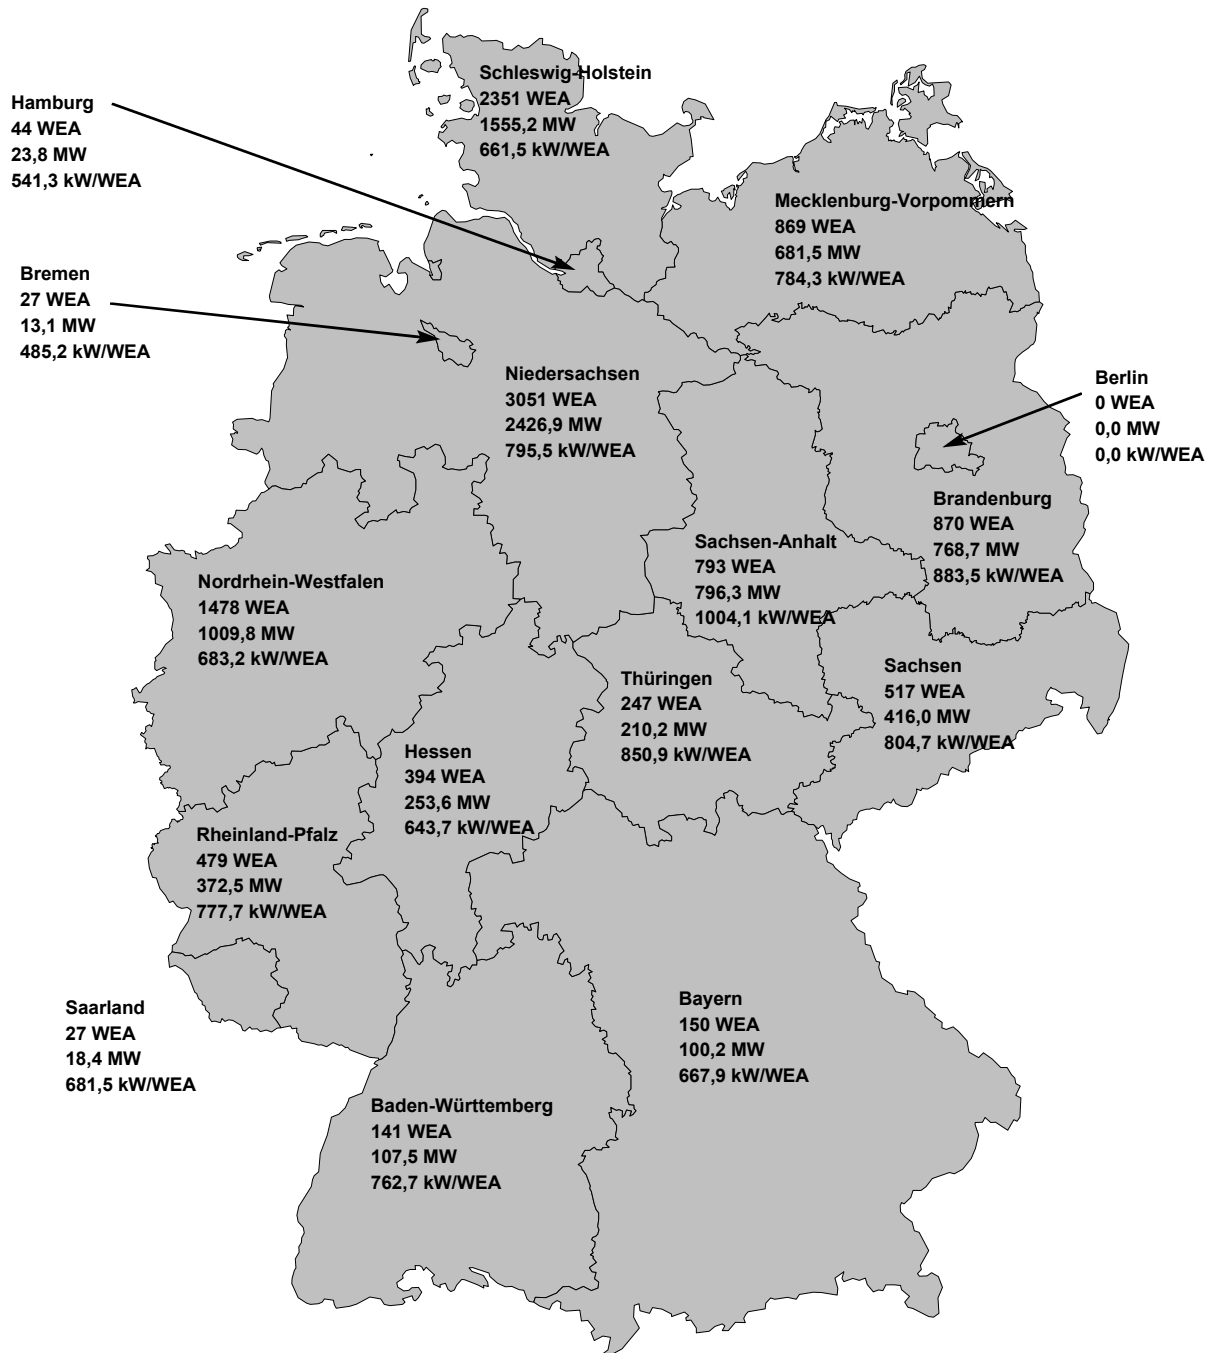 Schleswig-Holstein
2351 WEA
1555,2 MW
661,5 kW/WEA
Hamburg
44 WEA
23,8 MW
541,3 kW/WEA
Mecklenburg-Vorpommern
869 WEA
681,5 MW
784,3 kW/WEA
Bremen
27 WEA
13,1 MW
485,2 kW/WEA
Niedersachsen
3051 WEA
2426,9 MW
795,5 kW/WEA
Berlin
0 WEA
0,0 MW
0,0 kW/WEA
Brandenburg
870 WEA
768,7 MW
883,5 kW/WEA
Sachsen-Anhalt
793 WEA
796,3 MW
1004,1 kW/WEA
Nordrhein-Westfalen
1478 WEA
1009,8 MW
683,2 kW/WEA
Sachsen
517 WEA
416,0 MW
804,7 kW/WEA
Thüringen
247 WEA
210,2 MW
850,9 kW/WEA
Hessen
394 WEA
253,6 MW
643,7 kW/WEA
Rheinland-Pfalz
479 WEA
372,5 MW
777,7 kW/WEA
Saarland
27 WEA
18,4 MW
681,5 kW/WEA
Bayern
150 WEA
100,2 MW
667,9 kW/WEA
Baden-Württemberg
141 WEA
107,5 MW
762,7 kW/WEA